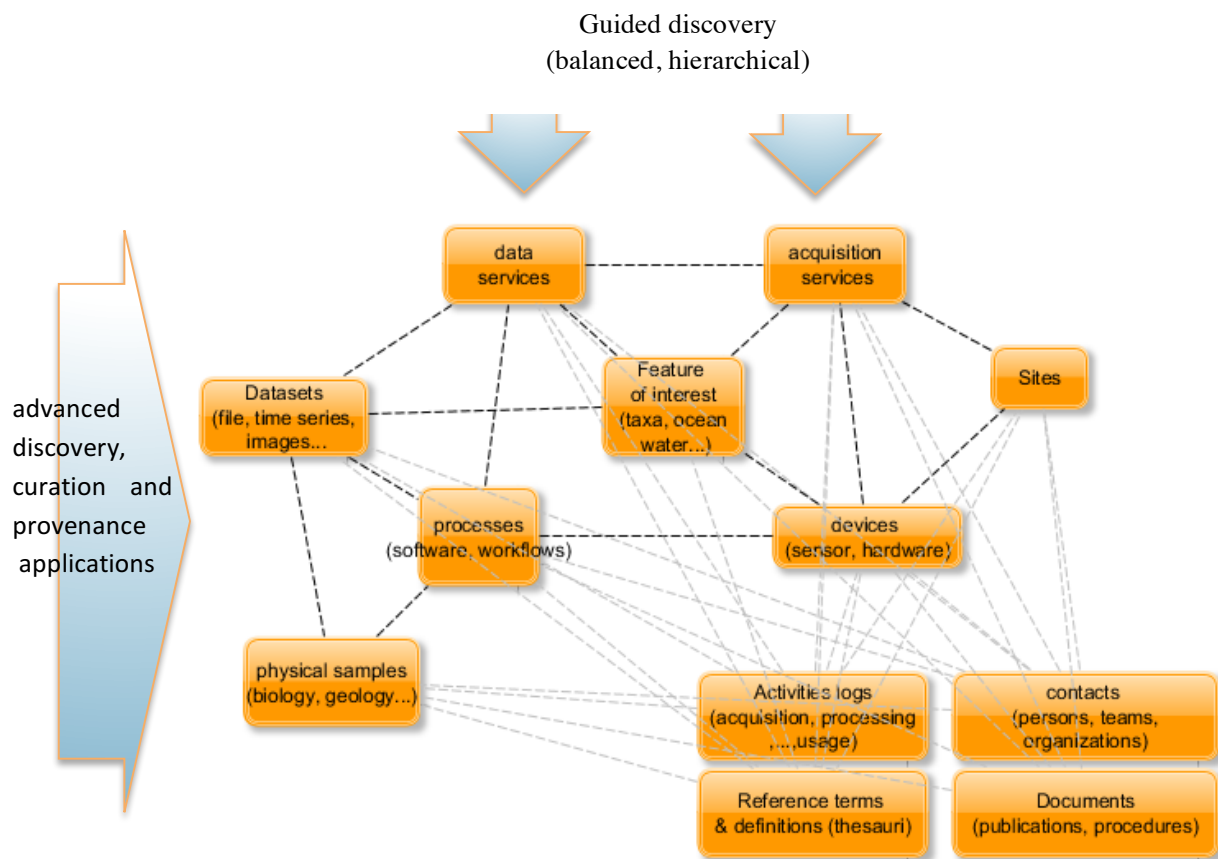 Guided discovery
(balanced, hierarchical)
data
services
acquisition
services
Feature
of interest
(taxa, ocean
water...)
Sites
Datasets
(file, time series,
images...
advanced
discovery,
curation and
provenance
applications
processes
(software, workflows)
devices
(sensor, hardware)
physical samples
(biology, geology...)
Activities logs
(acquisition, processing
,...,usage)
contacts
(persons, teams,
organizations)
Reference terms
& definitions (thesauri)
Documents
(publications, procedures)